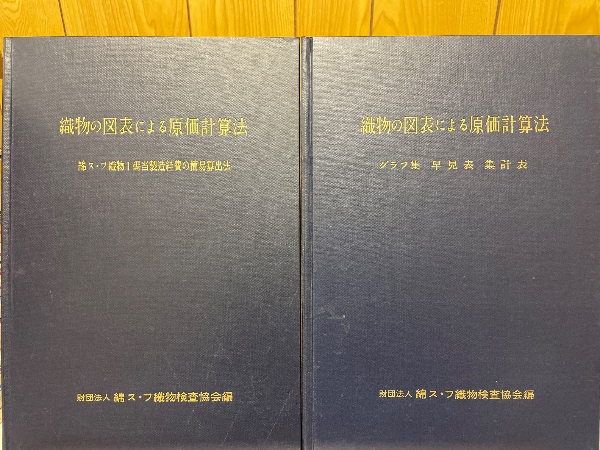 織物の図表による原価計算法
綿ス・フ織物1碼当製造経費の簡易算出法
財団法人 綿ス・フ織物検査協会編
織物の図表による原価計算法
グラフ集 早見表 集計表
財団法人 綿ス・フ織物検査協会編